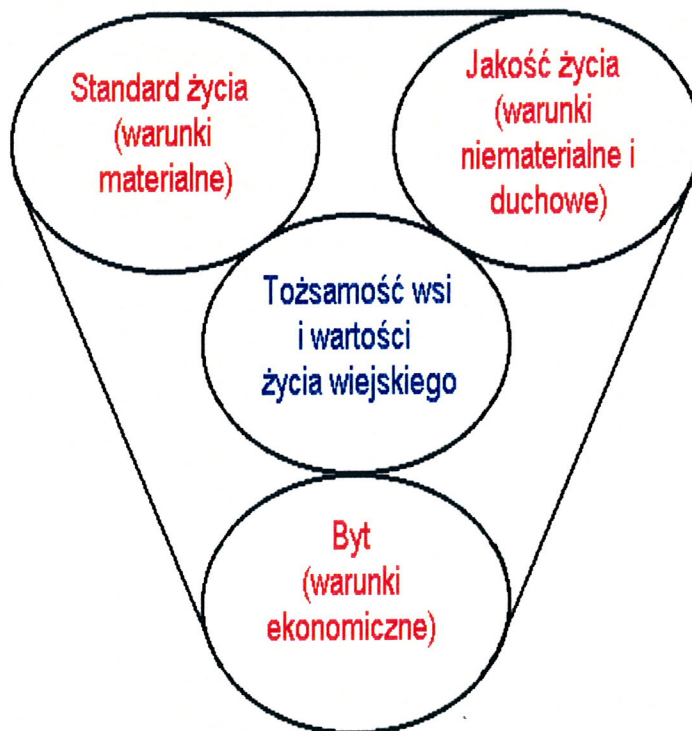 Standard życia
(warunki
materialne)
Jakość życia
(warunki
niematerialne i
duchowe)
Tożsamość wsi
i wartości
życia wiejskiego
Byt
(warunki
ekonomiczne)